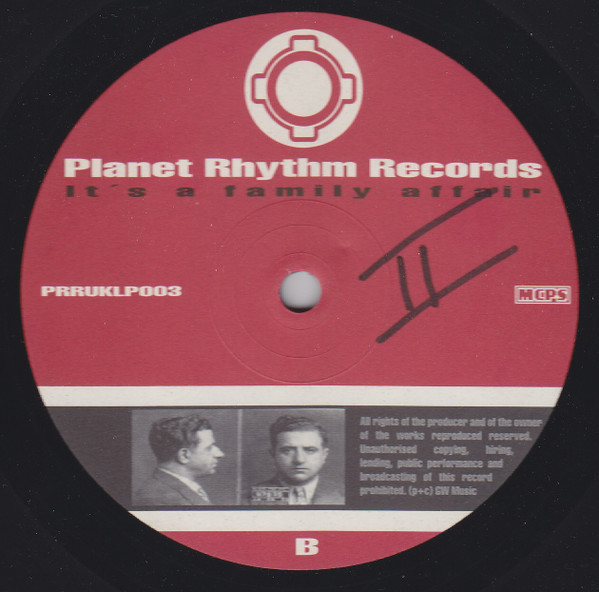 Planet Rhythm Records
It's a family affair
II
PRRUKLP003
MCPS
All rights of the producer and of the owner
of the works reproduced reserved.
Unauthorised copying, hiring,
lending, public performance and
broadcasting of this record
prohibited. (p+c) GW Music
B